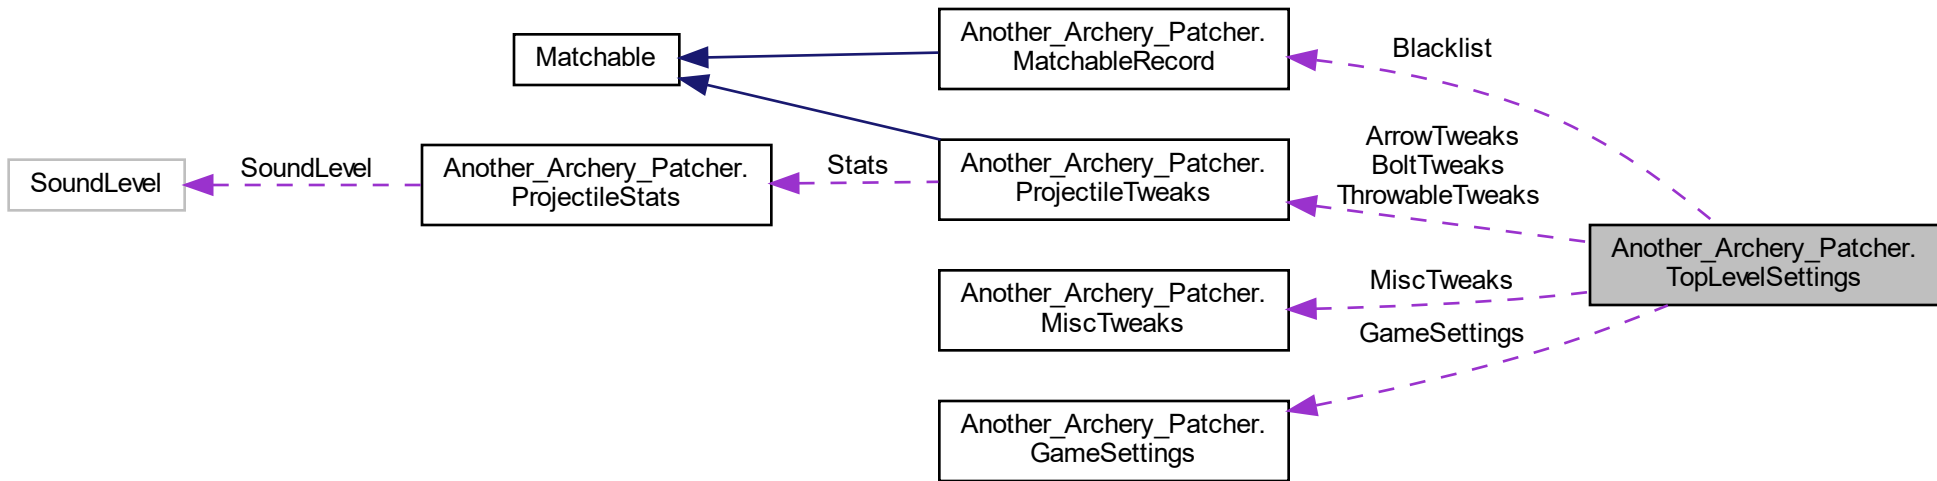 Matchable
Another_Archery_Patcher.
MatchableRecord
Blacklist
SoundLevel
SoundLevel
Another_Archery_Patcher.
ProjectileStats
Stats
Another_Archery_Patcher.
ProjectileTweaks
ArrowTweaks
BoltTweaks
ThrowableTweaks
Another_Archery_Patcher.
TopLevelSettings
Another_Archery_Patcher.
MiscTweaks
MiscTweaks
GameSettings
Another_Archery_Patcher.
GameSettings